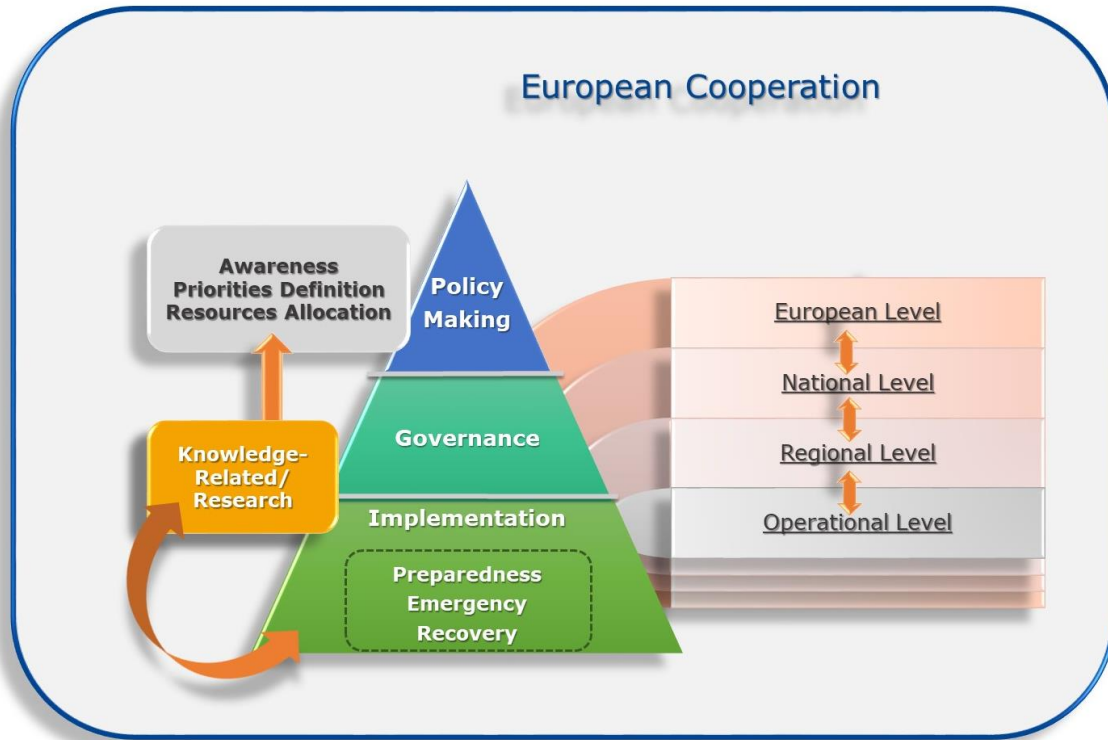 European Cooperation
Awareness
Priorities Definition
Resources Allocation
Policy
Making
European Level
National Level
Governance
Knowledge-
Related/
Research
Regional Level
Implementation
Operational Level
Preparedness
Emergency
Recovery